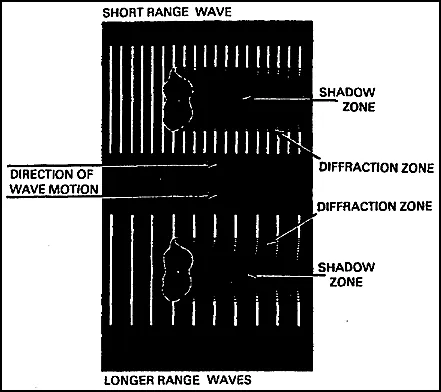 SHORT RANGE WAVE
SHADOW
ZONE
DIFFRACTION ZONE
DIRECTION OF
WAVE MOTION
DIFFRACTION ZONE
SHADOW
ZONE
LONGER RANGE WAVES